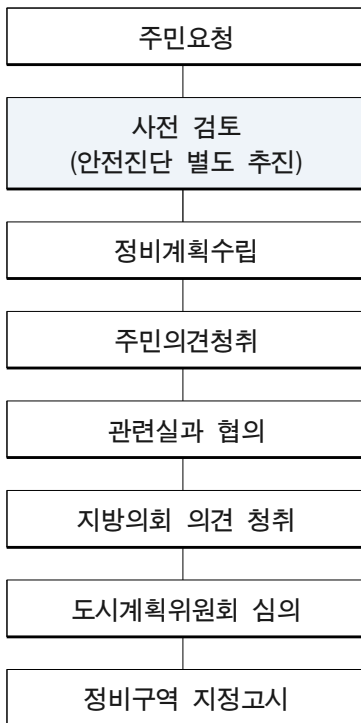 주민요청
사전 검토
(안전진단 별도 추진)
정비계획수립
주민의견청취
관련실과 협의
지방의회 의견 청취
도시계획위원회 심의
정비구역 지정고시